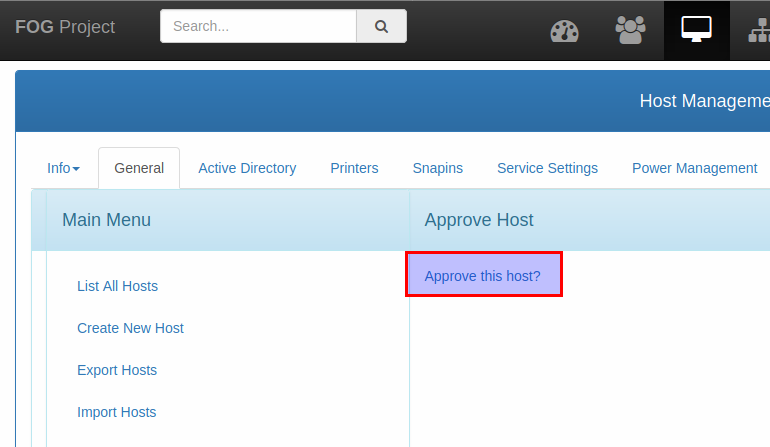 FOG Project
Search...
Host Manageme
Info General Active Directory Printers Snapins Service Settings Power Management
Main Menu
Approve Host
Approve this host?
List All Hosts
Create New Host
Export Hosts
Import Hosts